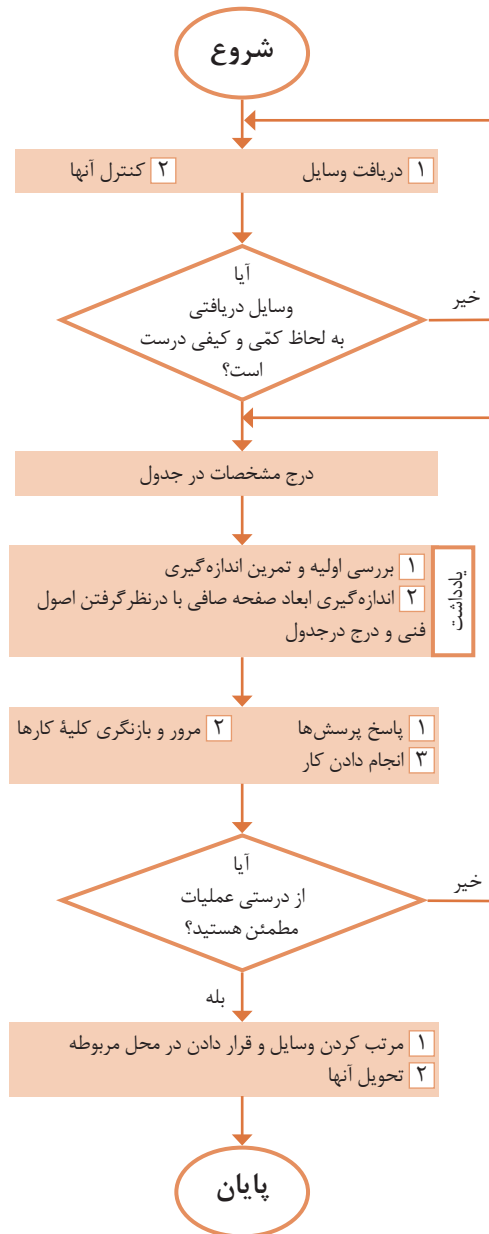 شروع
۱ دریافت وسایل ۲ کنترل آنها
آیا
وسایل دریافتی
به لحاظ کمّی و کیفی درست
است؟
خیر
درج مشخصات در جدول
یادداشت
۱ بررسی اولیه و تمرین اندازه‌گیری
۲ اندازه‌گیری ابعاد صفحه صافی با درنظرگرفتن اصول
فنی و درج درجدول
۱ پاسخ پرسش‌ها ۲ مرور و بازنگری کلیۀ کارها
۳ انجام دادن کار
آیا
از درستی عملیات
مطمئن هستید؟
خیر
بله
۱ مرتب کردن وسایل و قرار دادن در محل مربوطه
۲ تحویل آنها
پایان